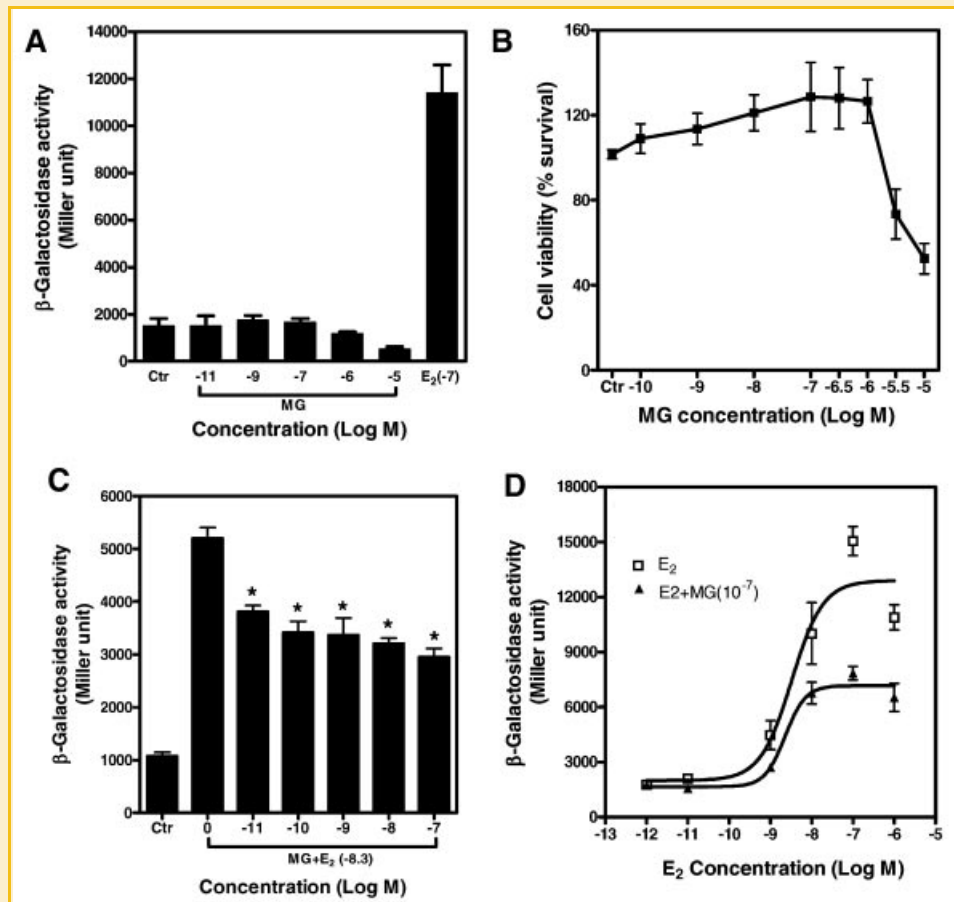 A
β-Galactosidase activity
(Miller unit)
14000
12000
10000
8000
6000
4000
2000
0
Ctr -11 -9 -7 -6 -5 E₂(-7)
MG
Concentration (Log M)
B
Cell viability (% survival)
160
120
80
40
0
Ctr -10 -9 -8 -7 -6.5 -6 -5.5 -5
MG concentration (Log M)
C
β-Galactosidase activity
(Miller unit)
6000
5000
4000
3000
2000
1000
0
* * * * *
Ctr 0 -11 -10 -9 -8 -7
MG+E₂ (-8.3)
Concentration (Log M)
D
β-Galactosidase activity
(Miller unit)
18000
15000
12000
9000
6000
3000
0
E₂
E2+MG(10⁻⁷)
-13 -12 -11 -10 -9 -8 -7 -6 -5
E₂ Concentration (Log M)